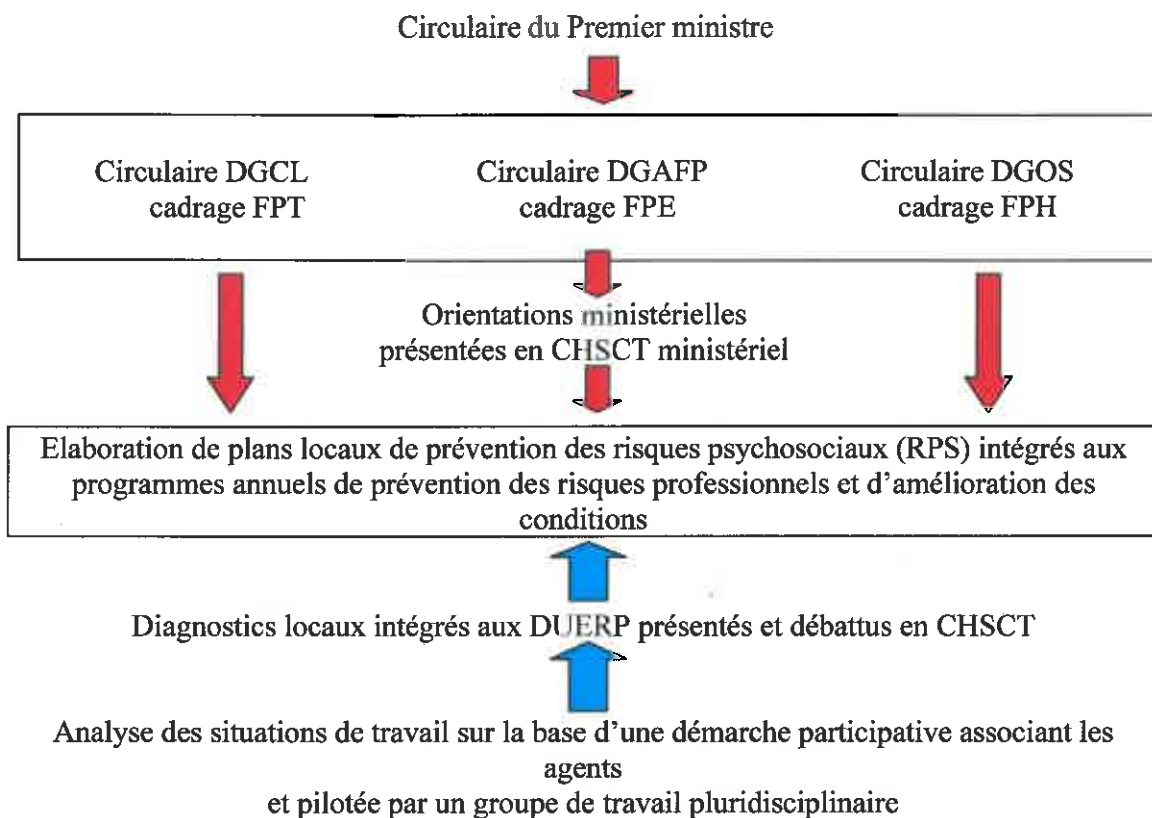 Circulaire du Premier ministre
Circulaire DGCL
cadrage FPT
Circulaire DGAFP
cadrage FPE
Circulaire DGOS
cadrage FPH
Orientations ministérielles
présentées en CHSCT ministériel
Elaboration de plans locaux de prévention des risques psychosociaux (RPS) intégrés aux
programmes annuels de prévention des risques professionnels et d'amélioration des
conditions
Diagnostics locaux intégrés aux DUERP présentés et débattus en CHSCT
Analyse des situations de travail sur la base d'une démarche participative associant les
agents
et pilotée par un groupe de travail pluridisciplinaire